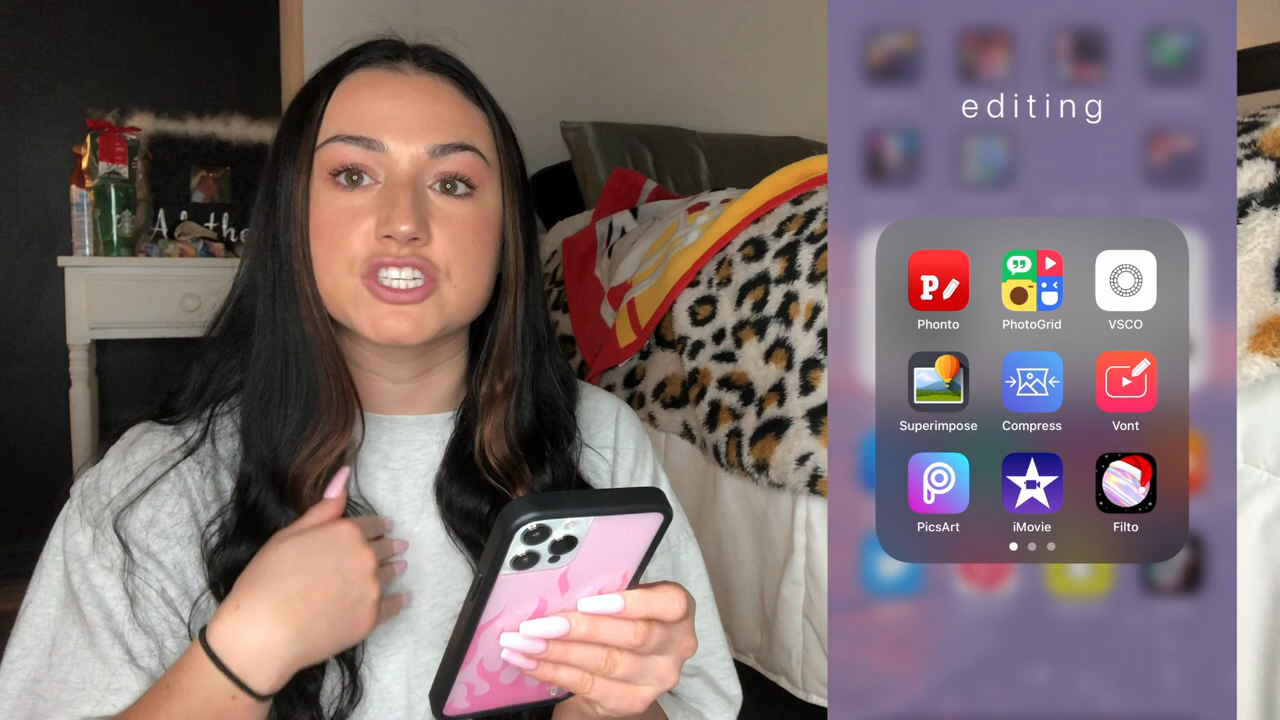 editing
Phonto
PhotoGrid
VSCO
Superimpose
Compress
Vont
PicsArt
iMovie
Filto